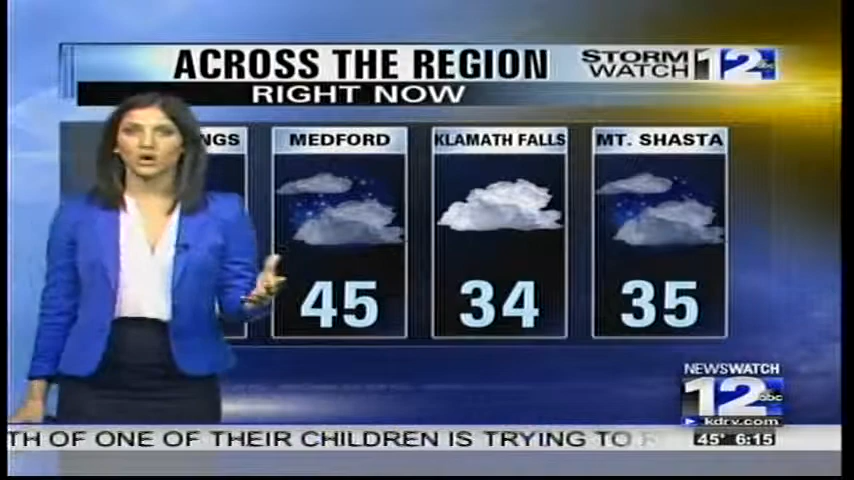 ACROSS THE REGION
STORM WATCH 12 abc
RIGHT NOW
NGS
MEDFORD
KLAMATH FALLS
MT. SHASTA
45
34
35
NEWSWATCH
12 abc
kdrv.com
TH OF ONE OF THEIR CHILDREN IS TRYING TO
45° 6:15